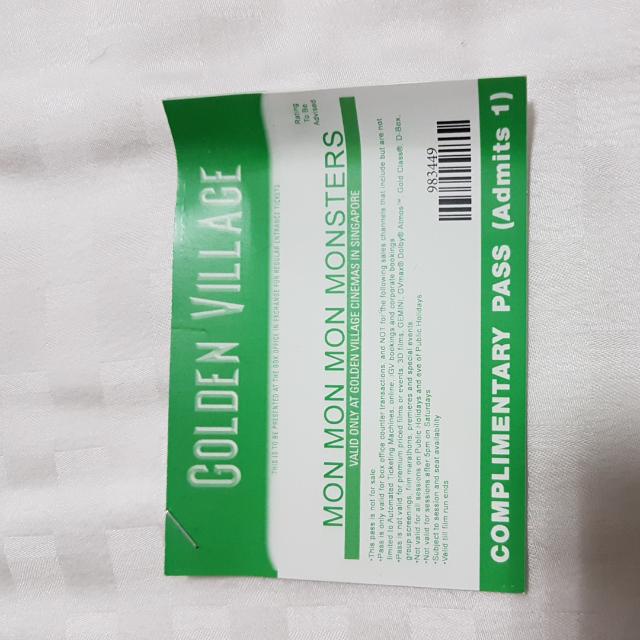 GOLDEN VILLAGE
THIS IS TO BE PRESENTED AT THE BOX OFFICE IN EXCHANGE FOR REGULAR ENTRANCE TICKETS
Rating
To Be
Advised
MON MON MON MONSTERS
VALID ONLY AT GOLDEN VILLAGE CINEMAS IN SINGAPORE
•This pass is not for sale
•Pass is only valid for box office counter transactions, and NOT for the following sales channels that include but are not
limited to Automated Ticketing Machines, online, iGV bookings and corporate bookings
•Pass is not valid for premium priced films or events, 3D films, GEMINI, GVmax® Dolby® Atmos™, Gold Class®, D-Box,
group screenings, film marathons, premieres and special events
•Not valid for all sessions on Public Holidays and eve of Public Holidays
•Not valid for sessions after 5pm on Saturdays
•Subject to session and seat availability
•Valid till film run ends
983449
COMPLIMENTARY PASS (Admits 1)